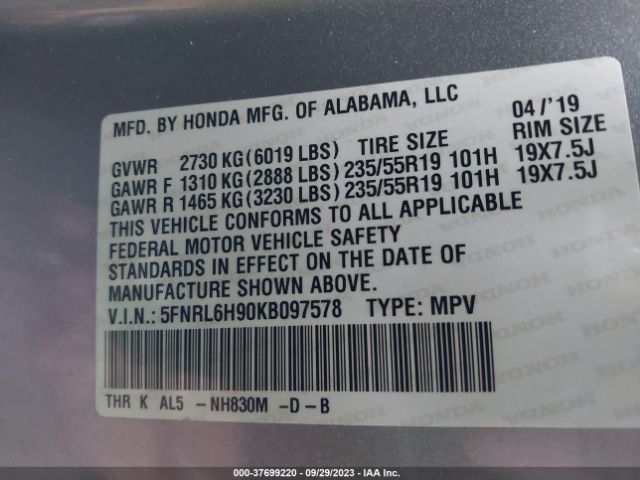 MFD. BY HONDA MFG. OF ALABAMA, LLC 04/'19
GVWR 2730 KG(6019 LBS) TIRE SIZE RIM SIZE
GAWR F 1310 KG(2888 LBS) 235/55R19 101H 19X7.5J
GAWR R 1465 KG(3230 LBS) 235/55R19 101H 19X7.5J
THIS VEHICLE CONFORMS TO ALL APPLICABLE
FEDERAL MOTOR VEHICLE SAFETY
STANDARDS IN EFFECT ON THE DATE OF
MANUFACTURE SHOWN ABOVE.
V.I.N.: 5FNRL6H90KB097578 TYPE: MPV
THR K AL5 -NH830M -D-B
000-37699220 - 09/29/2023 - IAA Inc.